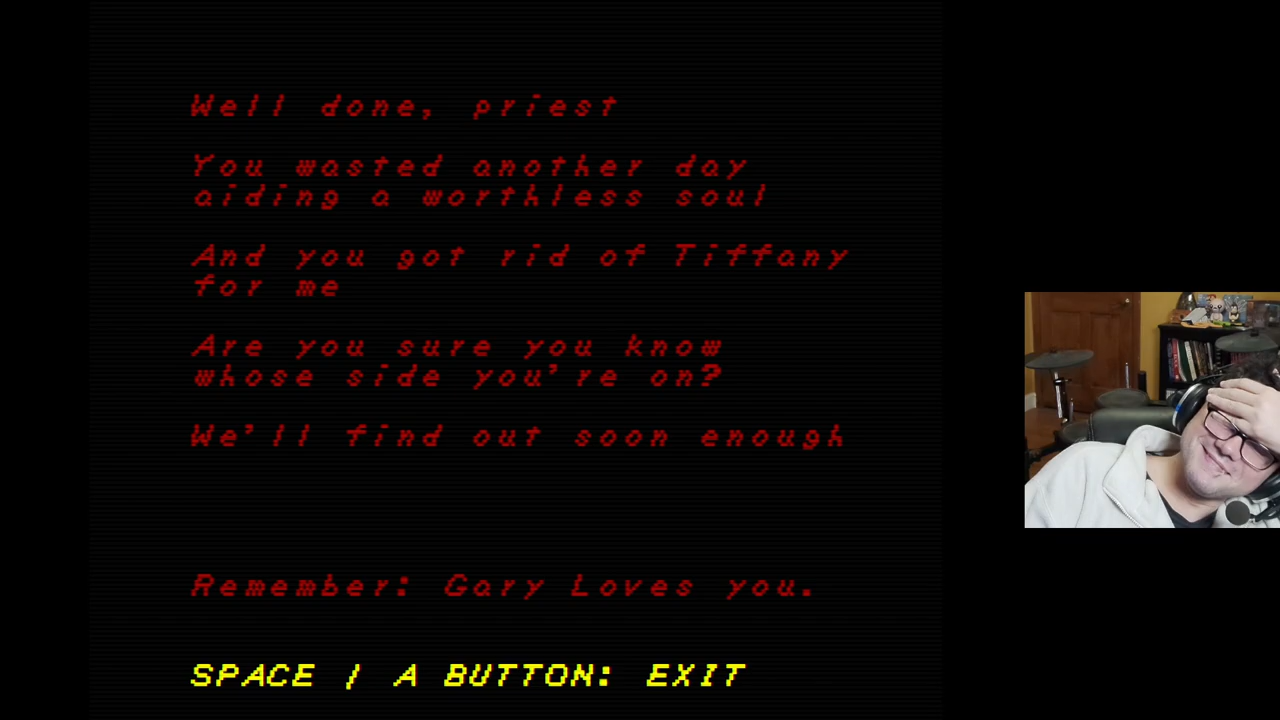 Well done, priest
You wasted another day
aiding a worthless soul
And you got rid of Tiffany
for me
Are you sure you know
whose side you're on?
We'll find out soon enough
Remember: Gary Loves you.
SPACE / A BUTTON: EXIT